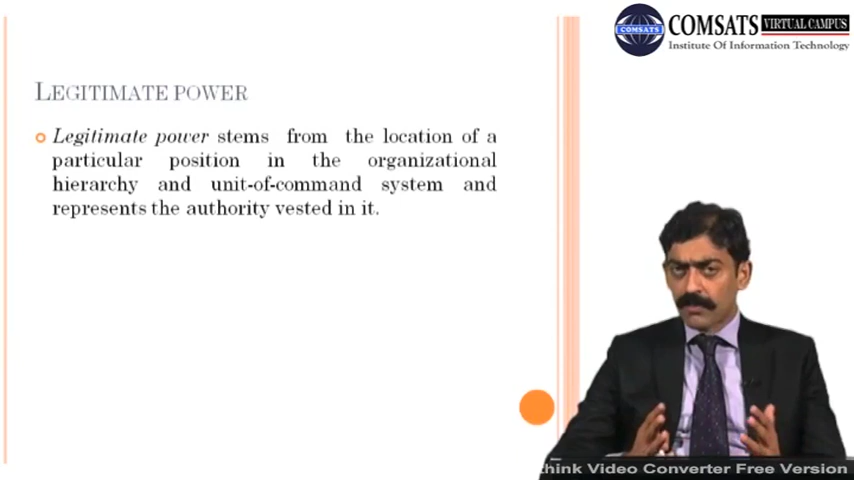 COMSATS VIRTUAL CAMPUS
COMSATS
Institute Of Information Technology
LEGITIMATE POWER
Legitimate power stems from the location of a
particular position in the organizational
hierarchy and unit-of-command system and
represents the authority vested in it.
think Video Converter Free Version